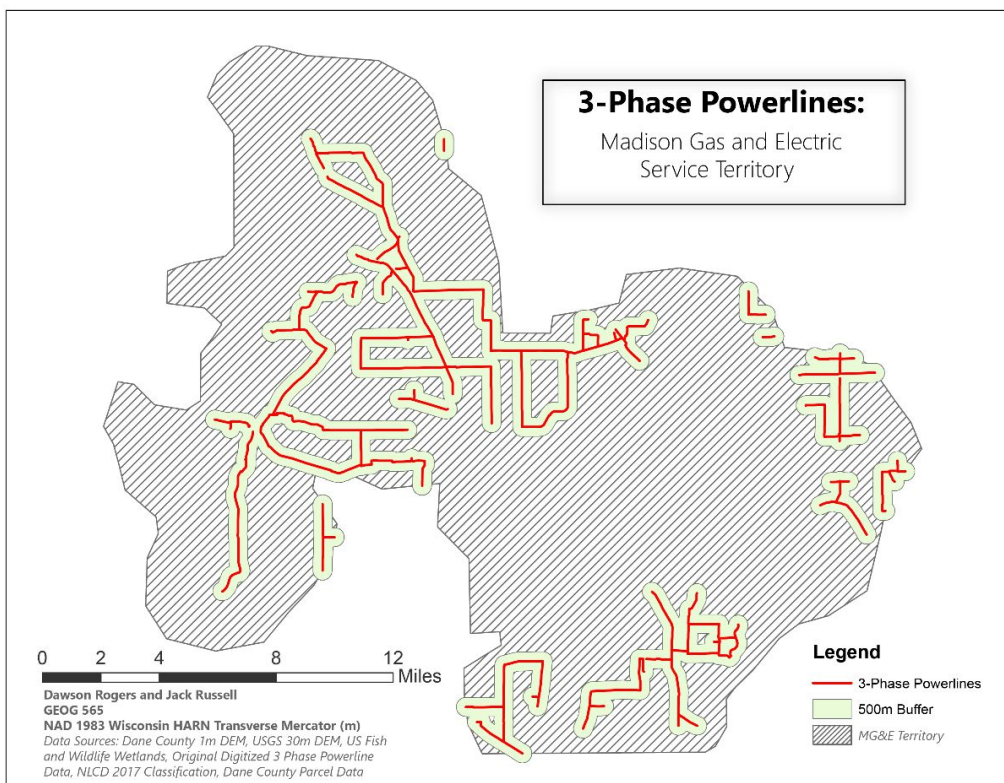 3-Phase Powerlines:
Madison Gas and Electric
Service Territory
0 2 4 8 12
Miles
Dawson Rogers and Jack Russell
GEOG 565
NAD 1983 Wisconsin HARN Transverse Mercator (m)
Data Sources: Dane County 1m DEM, USGS 30m DEM, US Fish
and Wildlife Wetlands, Original Digitized 3 Phase Powerline
Data, NLCD 2017 Classification, Dane County Parcel Data
Legend
3-Phase Powerlines
500m Buffer
MG&E Territory